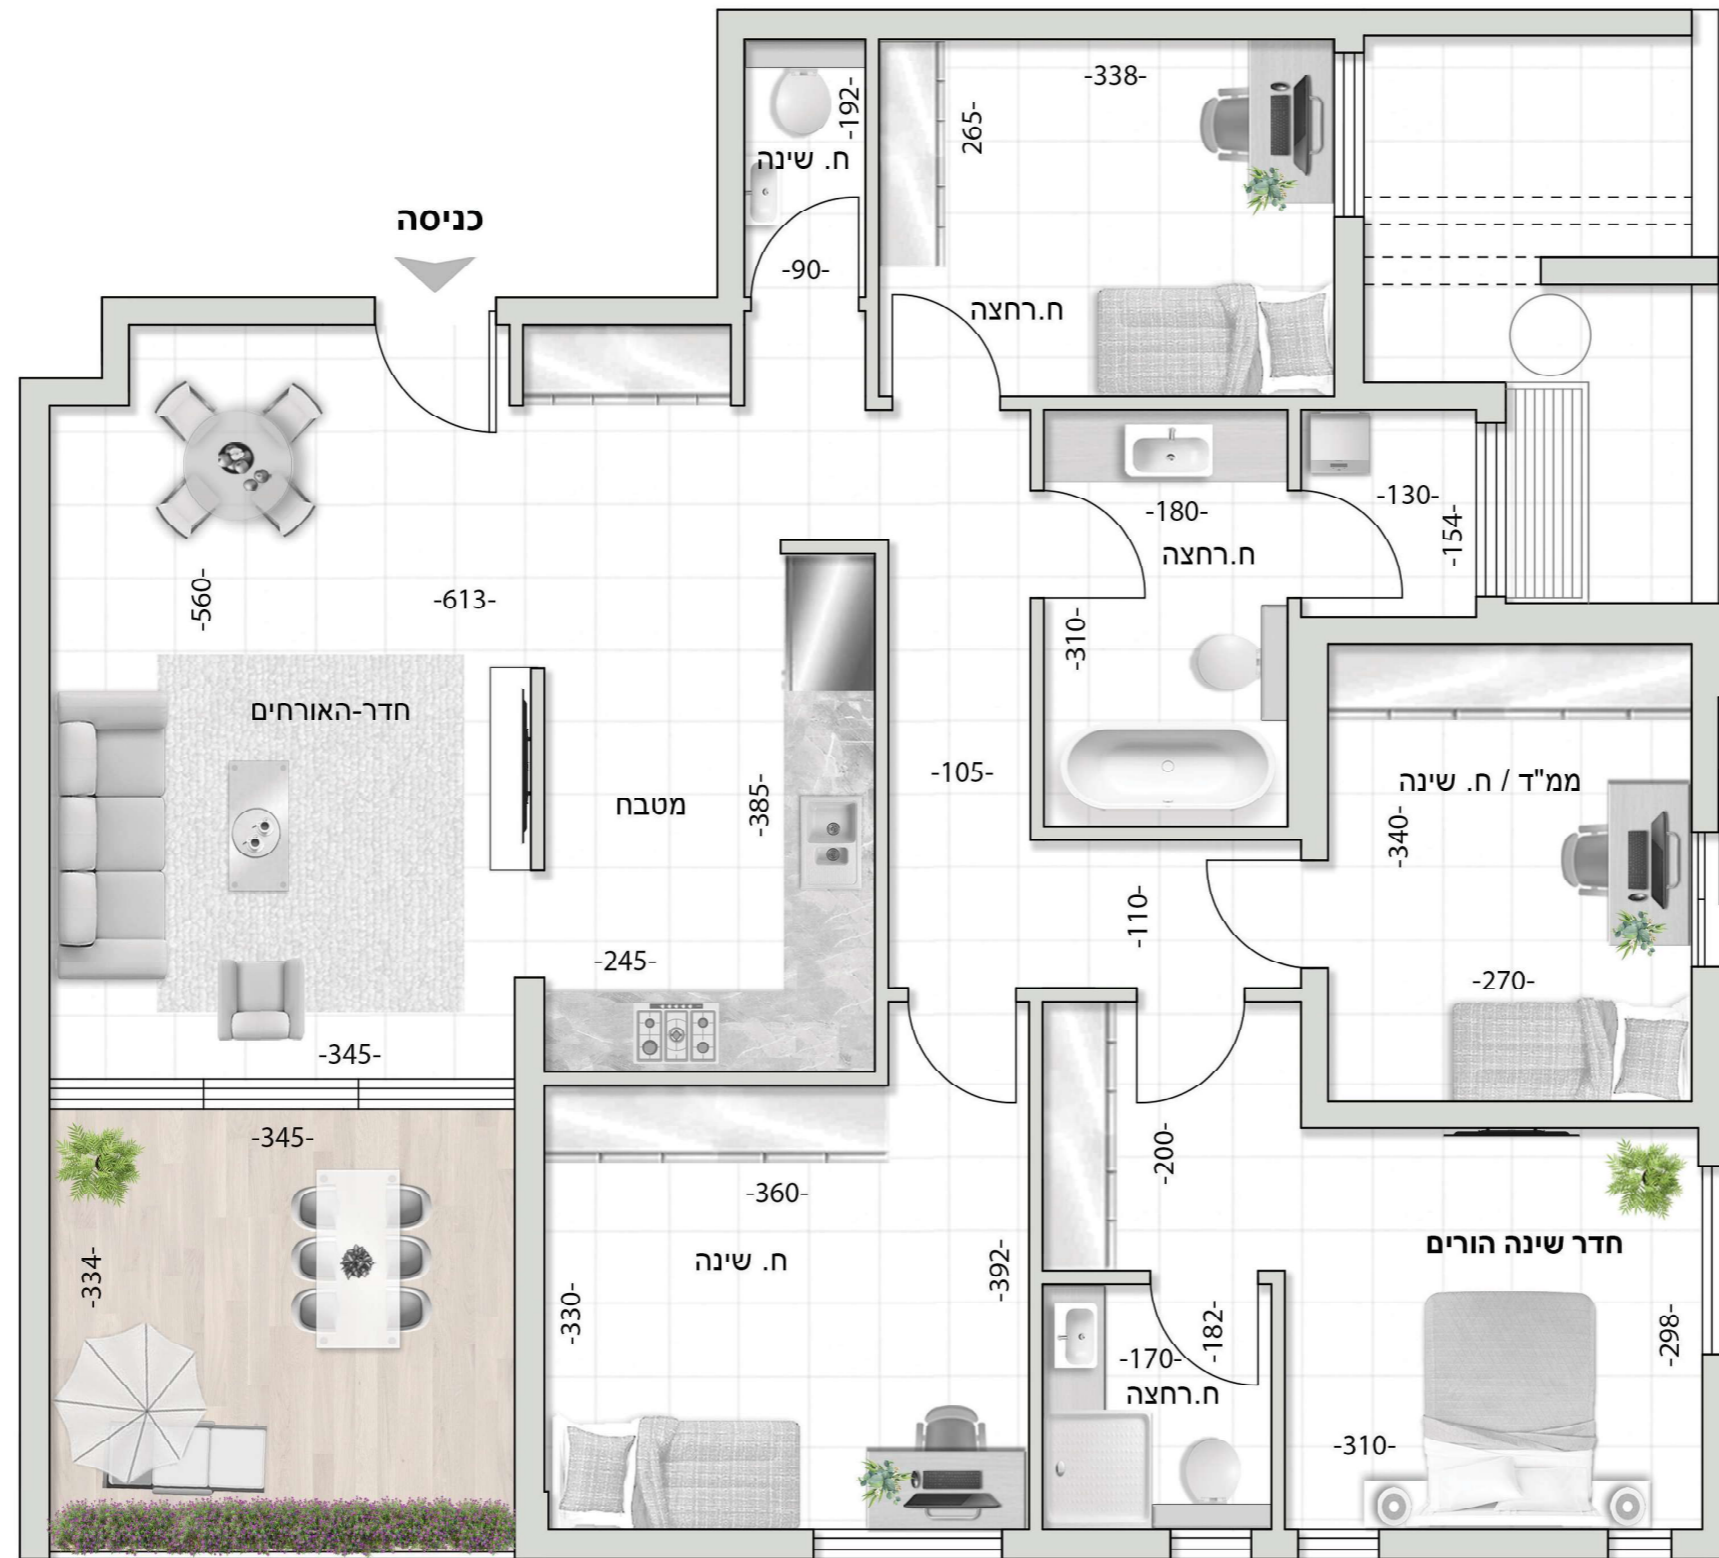 -338-
-192-
265-
ח. שינה
כניסה
-90-
ח.רחצה
-130-
-180-
-154-
ח.רחצה
-560-
-613-
-310-
חדר-האורחים
-105-
ממ"ד / ח. שינה
מטבח
-385-
-340-
-110-
-245-
-270-
-345-
-345-
-200-
-360-
חדר שינה הורים
ח. שינה
-392-
-334-
-330-
-182-
-298-
-170-
ח.רחצה
-310-